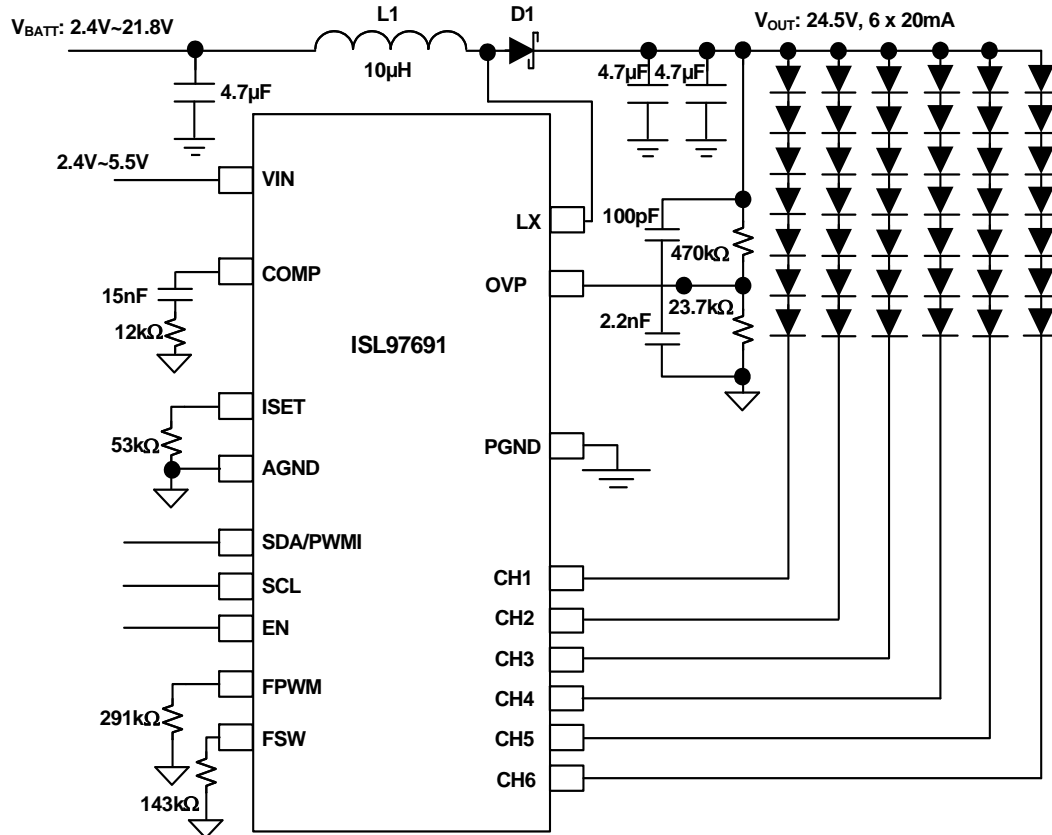 L1
D1
VBATT: 2.4V~21.8V
VOUT: 24.5V, 6 x 20mA
10µH
4.7µF
4.7µF 4.7µF
2.4V~5.5V
VIN
LX
100pF
470kΩ
COMP
OVP
15nF
23.7kΩ
12kΩ
2.2nF
ISL97691
ISET
53kΩ
PGND
AGND
SDA/PWMI
SCL
EN
CH1
CH2
CH3
FPWM
291kΩ
CH4
FSW
CH5
143kΩ
CH6